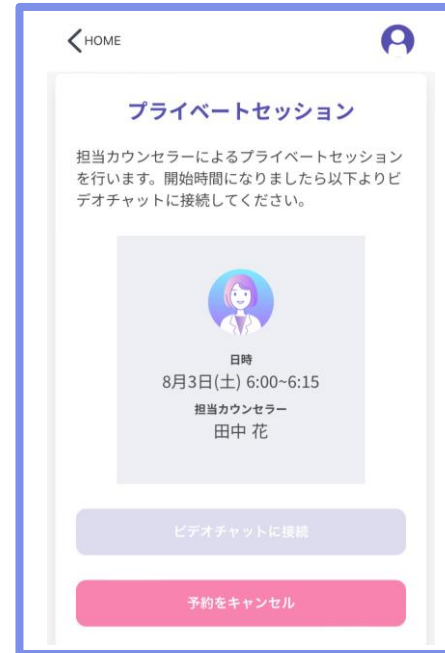 HOME
プライベートセッション
担当カウンセラーによるプライベートセッション
を行います。開始時間になりましたら以下よりビ
デオチャットに接続してください。
日時
8月3日(土) 6:00~6:15
担当カウンセラー
田中 花
ビデオチャットに接続
予約をキャンセル